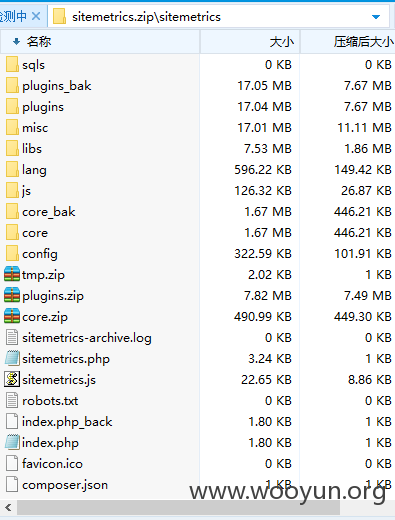 检测中 × sitemetrics.zip\sitemetrics
名称 大小 压缩后大小
sqls 0 KB 0 KB
plugins_bak 17.05 MB 7.67 MB
plugins 17.04 MB 7.67 MB
misc 17.01 MB 11.11 MB
libs 7.53 MB 1.86 MB
lang 596.22 KB 149.42 KB
js 126.32 KB 26.87 KB
core_bak 1.67 MB 446.21 KB
core 1.67 MB 446.21 KB
config 322.59 KB 101.91 KB
tmp.zip 2.02 KB 1 KB
plugins.zip 7.82 MB 7.49 MB
core.zip 490.99 KB 449.30 KB
sitemetrics-archive.log 0 KB 0 KB
sitemetrics.php 3.24 KB 1 KB
sitemetrics.js 22.65 KB 8.86 KB
robots.txt 0 KB 0 KB
index.php_back 1.80 KB 1 KB
index.php 1.80 KB 1 KB
favicon.ico 0 KB 0 KB
composer.json 1 KB 1 KB
www.wooyun.org